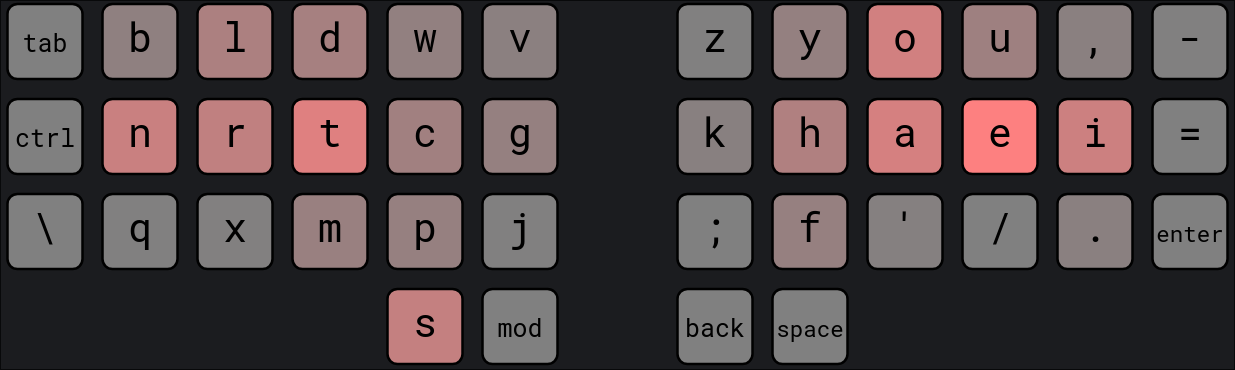 tab b l d w v z y o u , -
ctrl n r t c g k h a e i =
\ q x m p j ; f ' / . enter
s mod back space